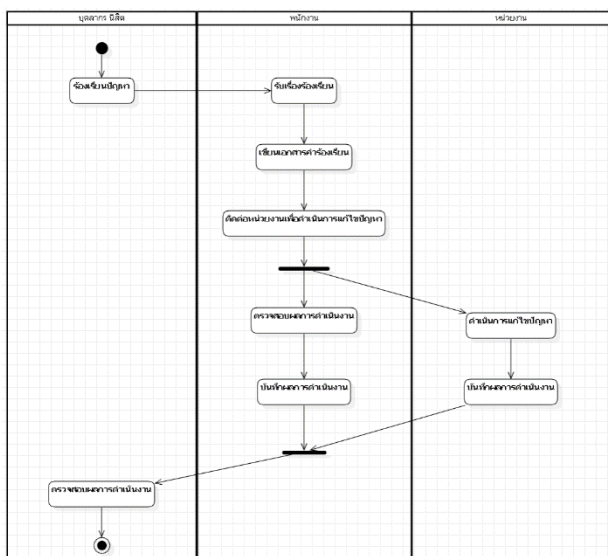 บุคลากร นิสิต
พนักงาน
หน่วยงาน
ร้องเรียนปัญหา
รับเรื่องร้องเรียน
เขียนเอกสารคำร้องเรียน
ติดต่อหน่วยงานเพื่อดำเนินการแก้ไขปัญหา
ตรวจสอบผลการดำเนินงาน
ดำเนินการแก้ไขปัญหา
บันทึกผลการดำเนินงาน
บันทึกผลการดำเนินงาน
ตรวจสอบผลการดำเนินงาน